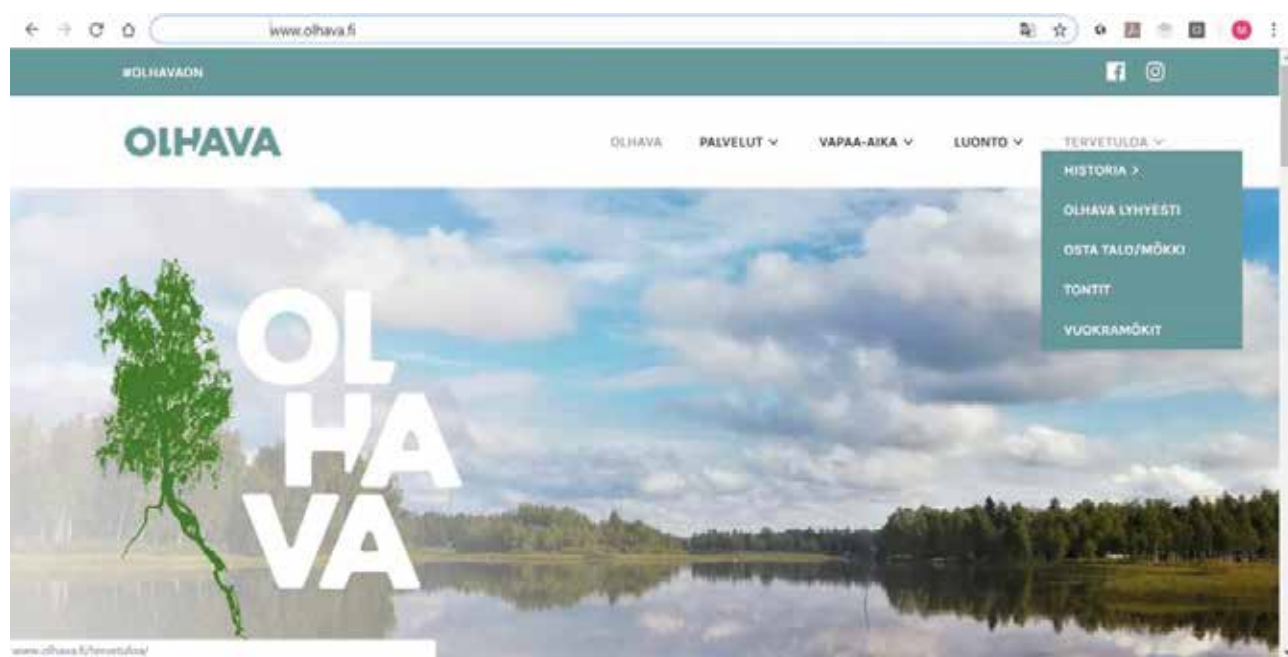 www.olhava.fi
#OLHAVAON
OLHAVA
OLHAVA PALVELUT VAPAA-AIKA LUONTO TERVETULOA
HISTORIA >
OLHAVA LYHYESTI
OSTA TALO/MÖKKI
TONTIT
VUOKRAMÖKIT
OL
HA
VA
www.olhava.fi/tervetuloa/